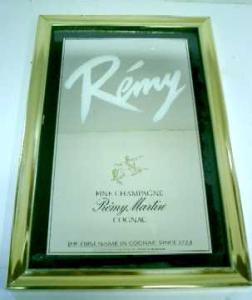 Rémy
FINE CHAMPAGNE
Rémy Martin
COGNAC
THE FIRST NAME IN COGNAC SINCE 1724